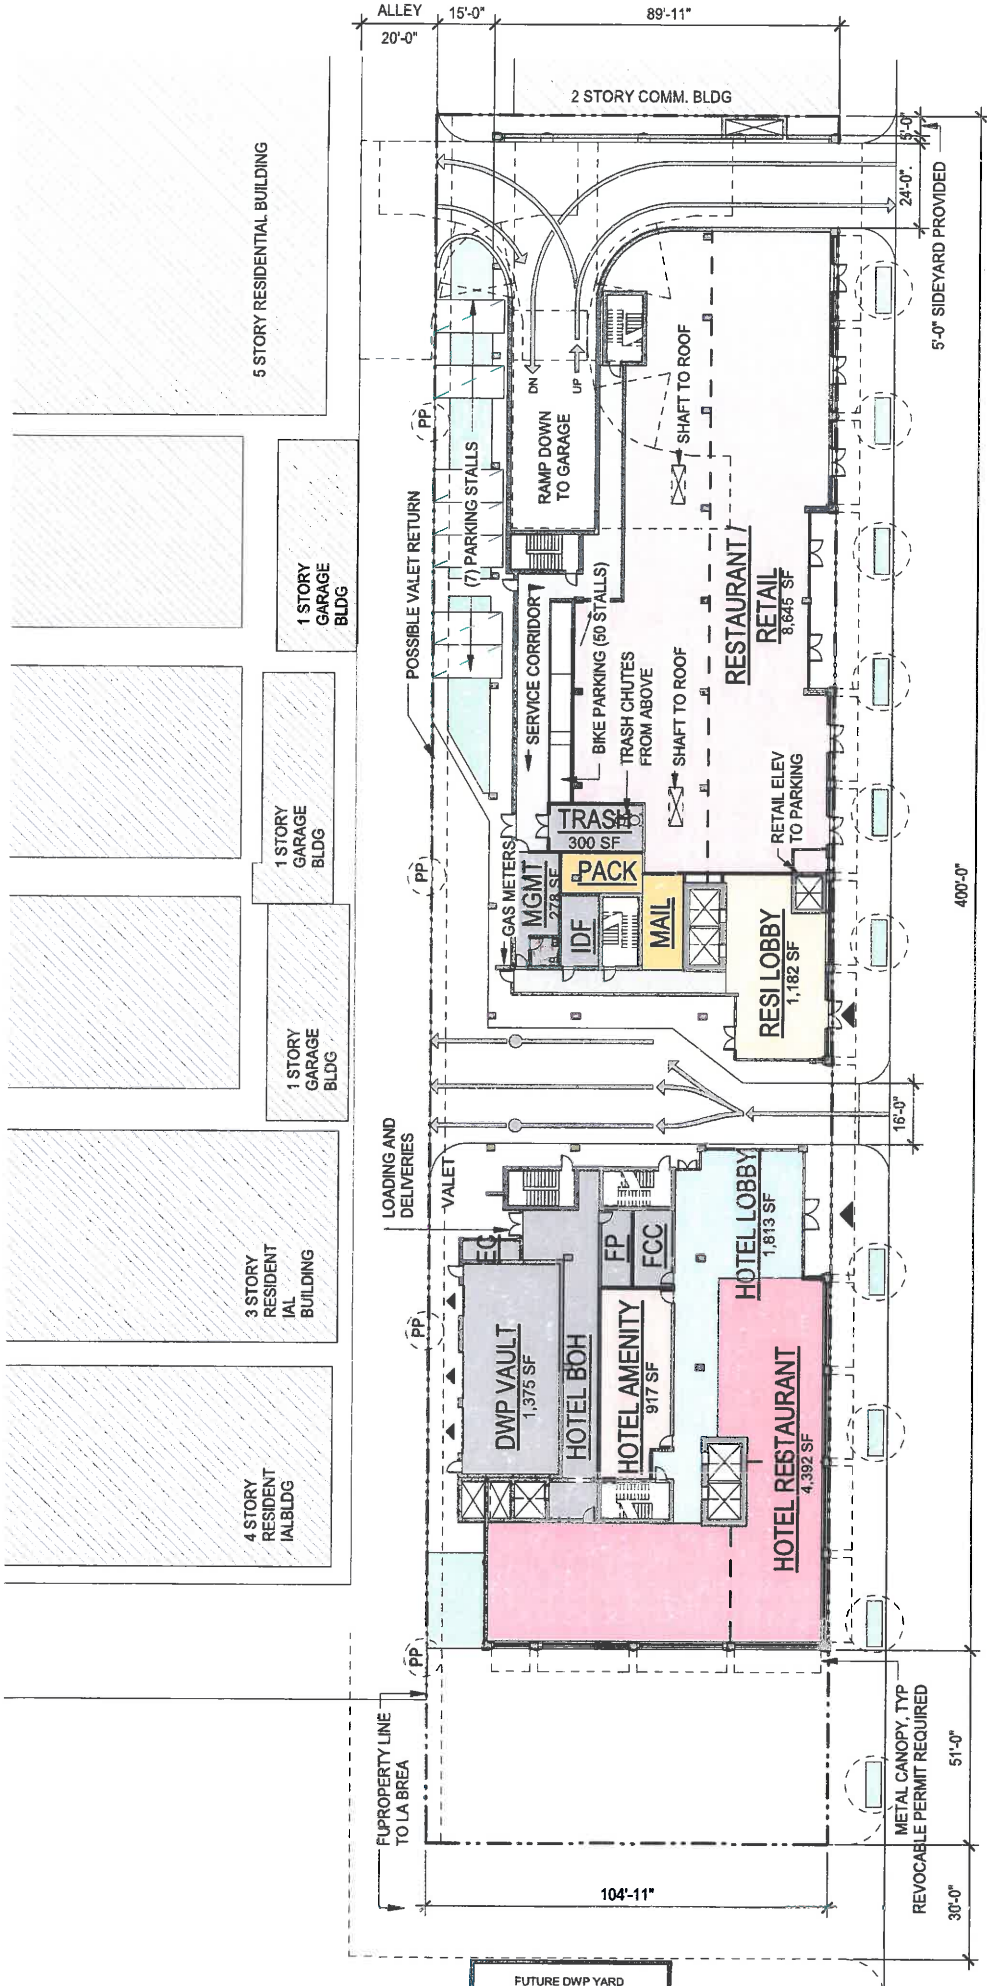 ALLEY
15'-0"
89'-11"
20'-0"
2 STORY COMM. BLDG
5'-0"
24'-0"
5'-0" SIDEYARD PROVIDED
5 STORY RESIDENTIAL BUILDING
PP
DN
UP
RAMP DOWN
TO GARAGE
SHAFT TO ROOF
(7) PARKING STALLS
POSSIBLE VALET RETURN
1 STORY
GARAGE
BLDG
RESTAURANT /
RETAIL
8,645 SF
SERVICE CORRIDOR
BIKE PARKING (50 STALLS)
TRASH CHUTES
FROM ABOVE
SHAFT TO ROOF
RETAIL ELEV
TO PARKING
1 STORY
GARAGE
BLDG
TRASH
300 SF
PP
GAS METERS
MGMT
278 SF
PACK
IDF
MAIL
RESI LOBBY
1,182 SF
400'-0"
1 STORY
GARAGE
BLDG
16'-0"
LOADING AND
DELIVERIES
VALET
3 STORY
RESIDENT
IAL
BUILDING
EG
FP
FCC
HOTEL LOBBY
1,813 SF
PP
DWP VAULT
1,375 SF
HOTEL BOH
HOTEL AMENITY
917 SF
HOTEL RESTAURANT
4,392 SF
4 STORY
RESIDENT
IALBLDG
PP
FUPROPERTY LINE
TO LA BREA
METAL CANOPY, TYP
REVOCABLE PERMIT REQUIRED
51'-0"
104'-11"
30'-0"
FUTURE DWP YARD